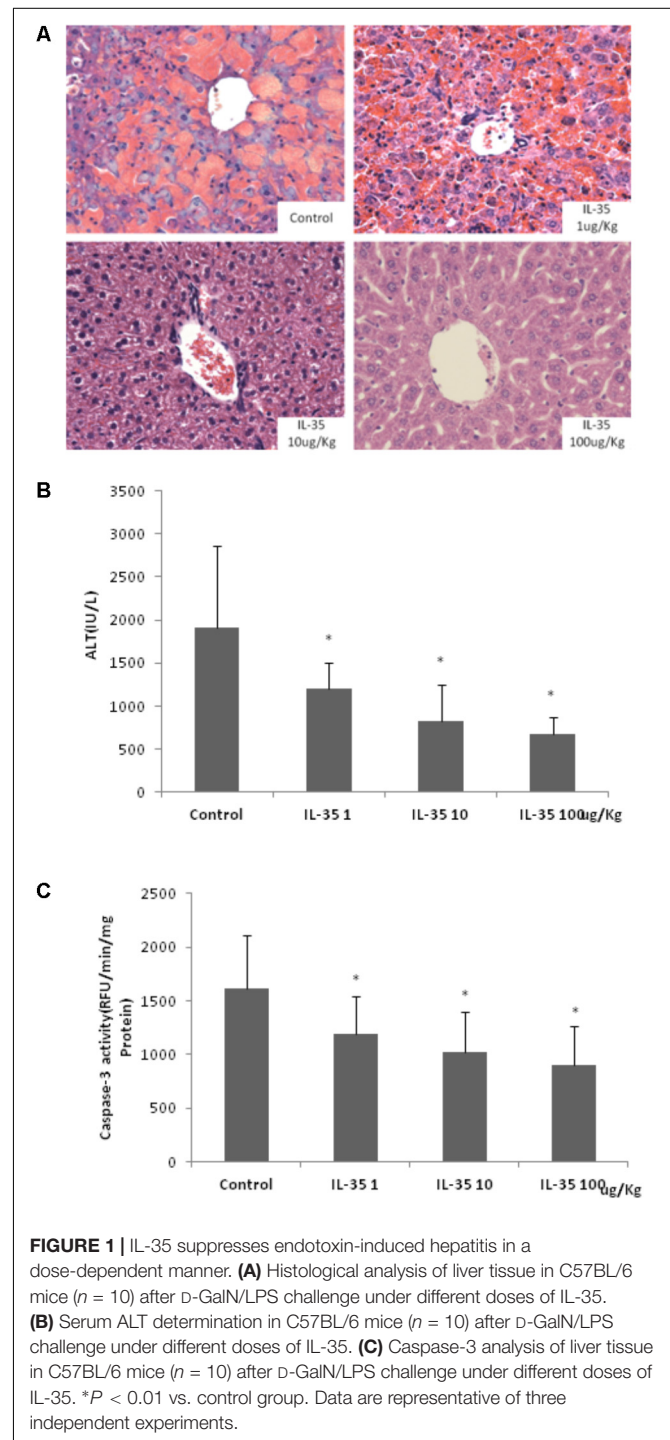 A
Control
IL-35
1ug/Kg
IL-35
10ug/Kg
IL-35
100ug/Kg
B
3500
3000
2500
2000
1500
1000
500
0
ALT(IU/L)
*
*
*
Control
IL-35 1
IL-35 10
IL-35 100ug/Kg
C
2500
2000
1500
1000
500
0
Caspase-3 activity(RFU/min/mg
Protein)
*
*
*
Control
IL-35 1
IL-35 10
IL-35 100ug/Kg
FIGURE 1 | IL-35 suppresses endotoxin-induced hepatitis in a
dose-dependent manner. (A) Histological analysis of liver tissue in C57BL/6
mice (n = 10) after D-GalN/LPS challenge under different doses of IL-35.
(B) Serum ALT determination in C57BL/6 mice (n = 10) after D-GalN/LPS
challenge under different doses of IL-35. (C) Caspase-3 analysis of liver tissue
in C57BL/6 mice (n = 10) after D-GalN/LPS challenge under different doses of
IL-35. *P < 0.01 vs. control group. Data are representative of three
independent experiments.